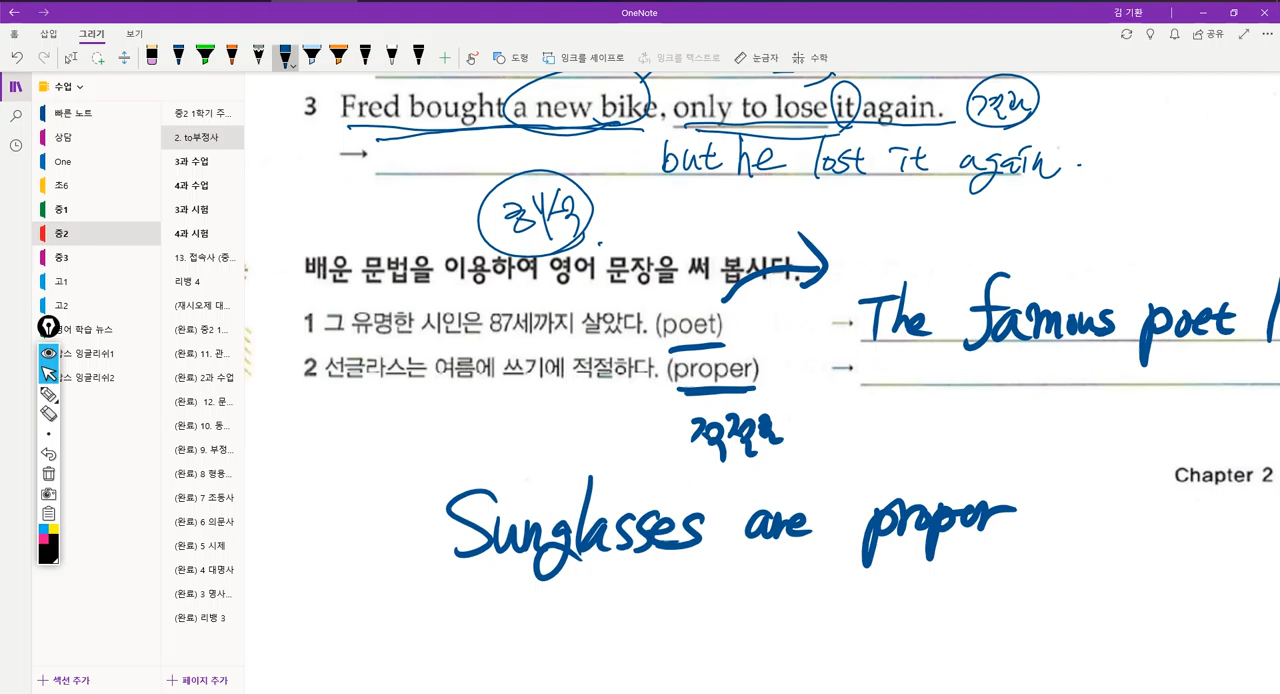 OneNote
김 기환
홈 삽입 그리기 보기
도형 잉크를 셰이프로 잉크를 텍스트로 눈금자 수학 공유
수업
빠른 노트
상담
One
초6
중1
중2
중3
고1
고2
영어 학습 뉴스
잉글리쉬1
잉글리쉬2
섹션 추가
중2 1학기 주...
2. to부정사
3과 수업
4과 수업
3과 시험
4과 시험
13. 접속사 (중...
리뱅 4
(재시오제 대...
(완료) 중2 1...
(완료) 11. 관...
(완료) 2과 수업
(완료) 12. 문...
(완료) 10. 동...
(완료) 9. 부정...
(완료) 8 형용...
(완료) 7 조동사
(완료) 6 의문사
(완료) 5 시제
(완료) 4 대명사
(완료) 3 명사...
(완료) 리뱅 3
페이지 추가
3 Fred bought a new bike, only to lose it again. 결과
→ but he lost it again.
배운 문법을 이용하여 영어 문장을 써 봅시다.
1 그 유명한 시인은 87세까지 살았다. (poet) → The famous poet
2 선글라스는 여름에 쓰기에 적절하다. (proper) →
적절한
Chapter 2
Sunglasses are proper